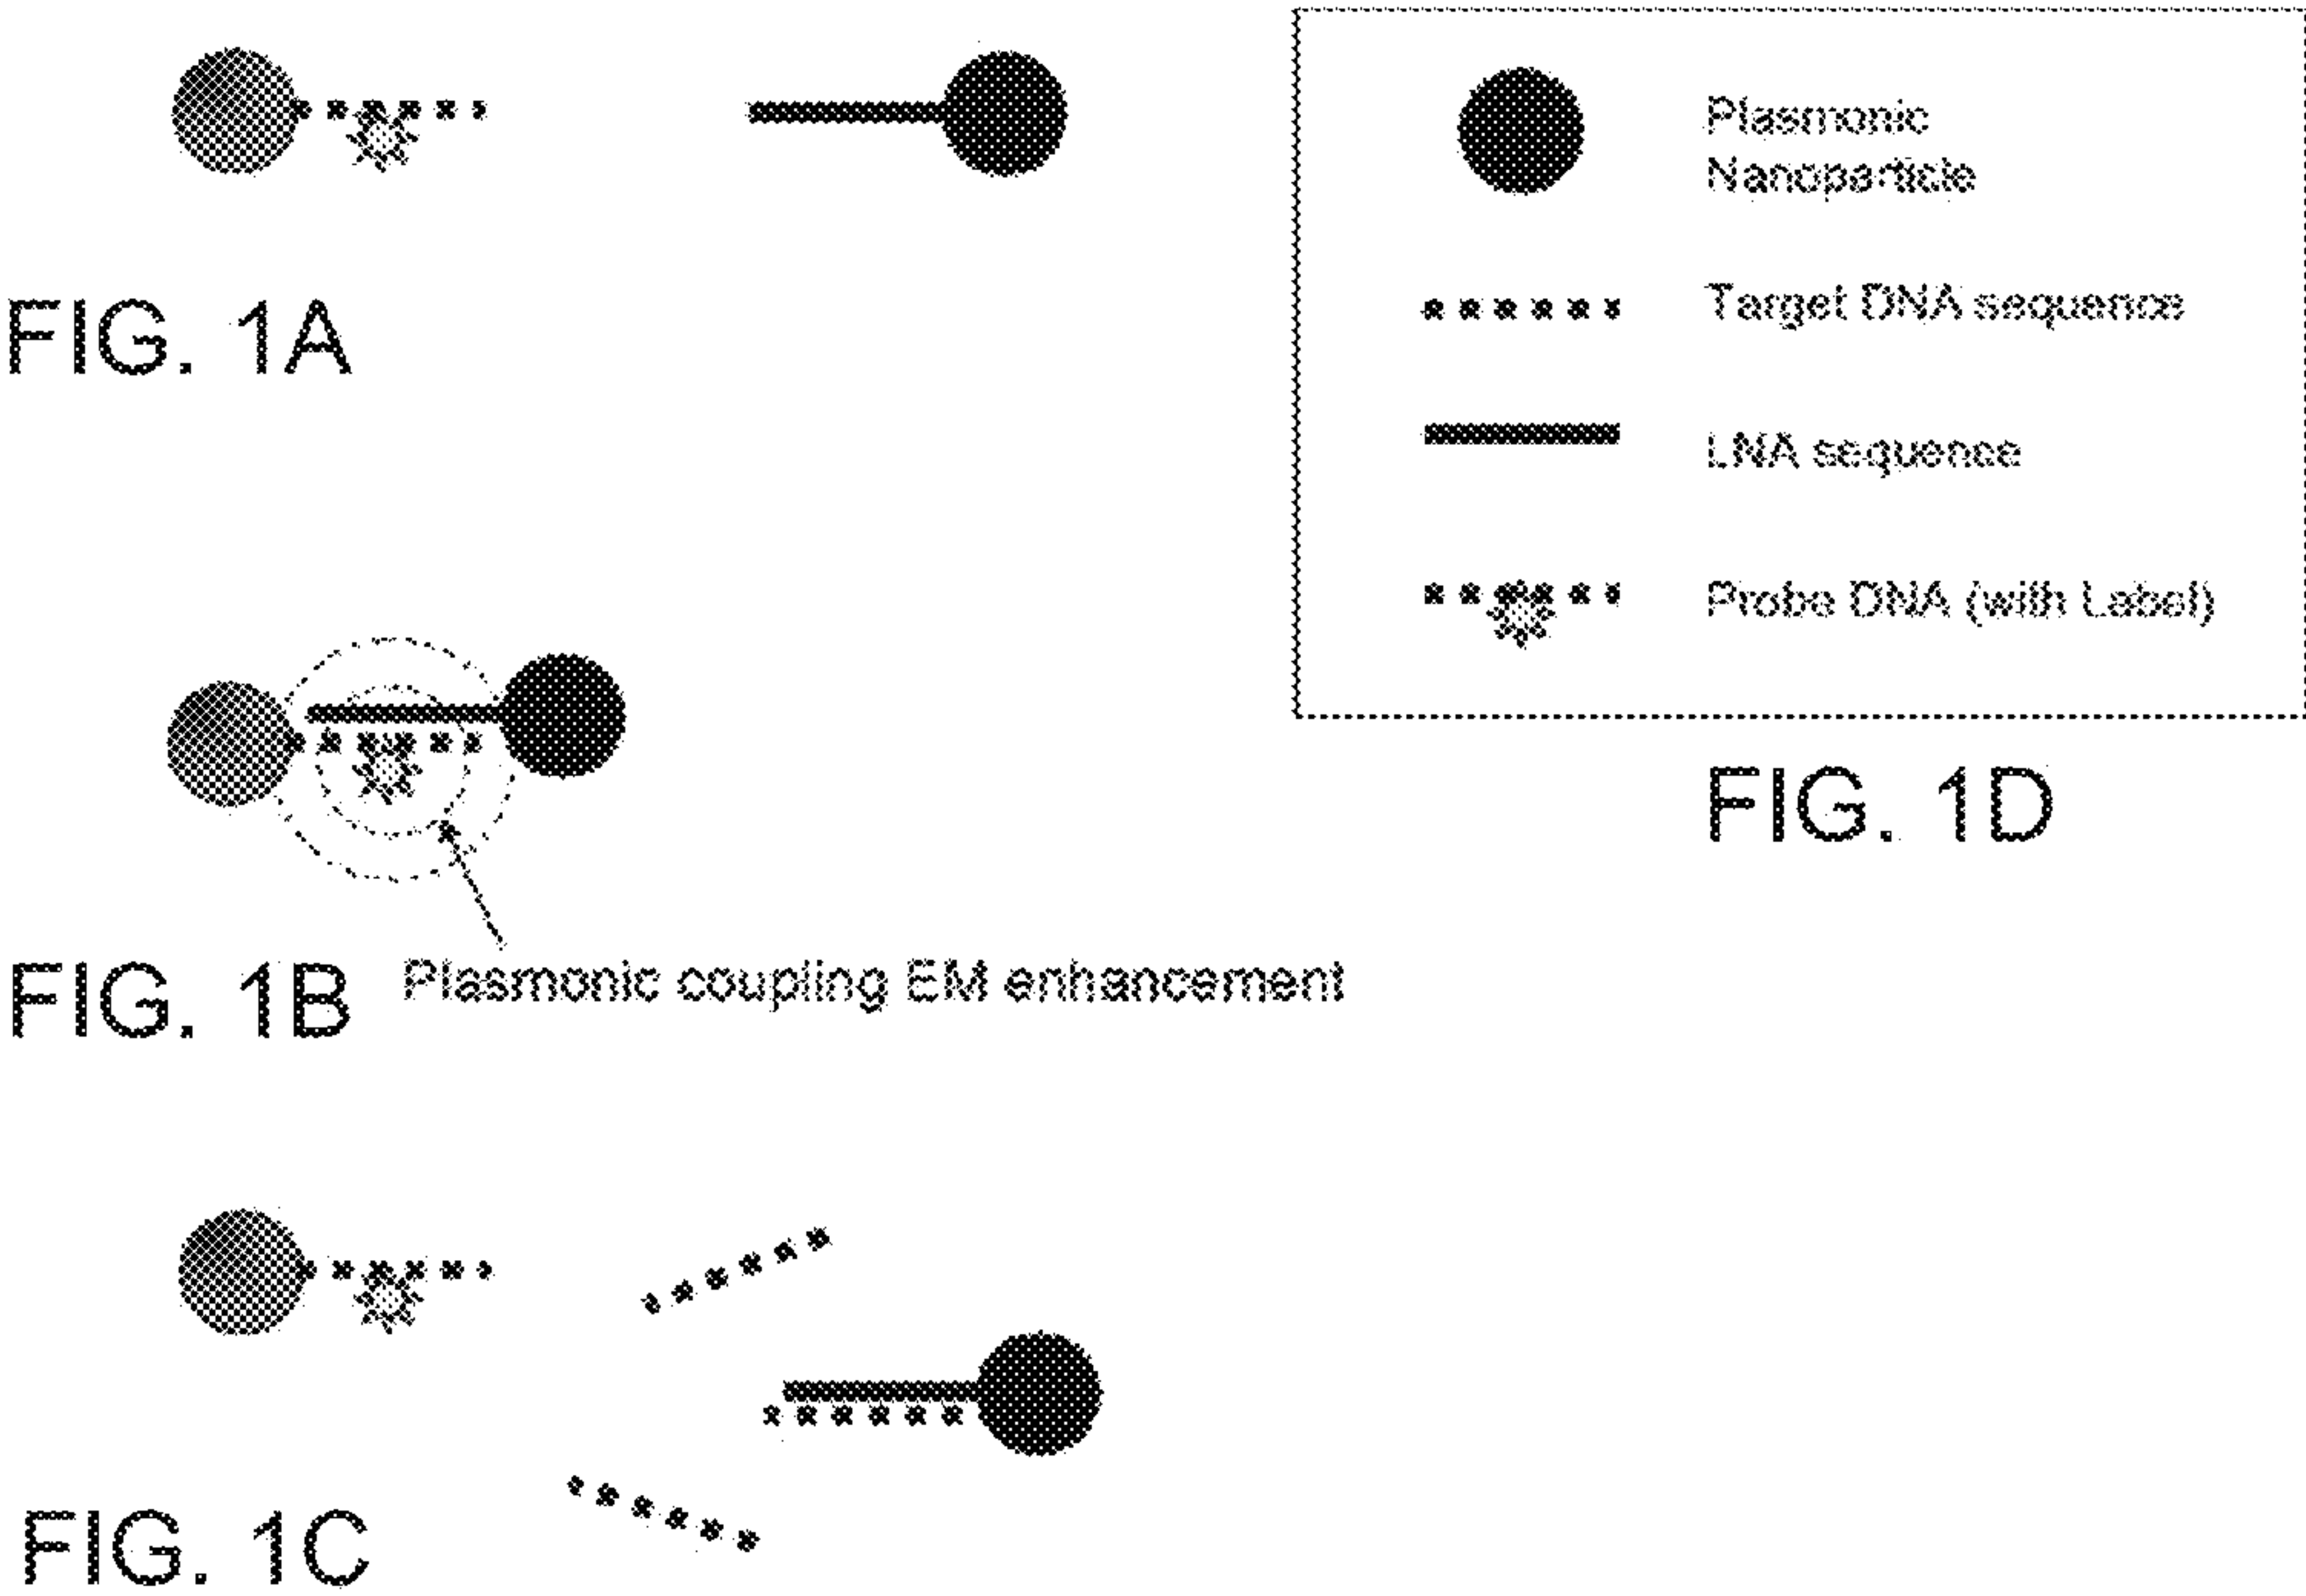 FIG. 1A
Plasmonic
Nanoparticle
Target DNA sequence
LNA sequence
Probe DNA (with Label)
FIG. 1D
FIG. 1B
Plasmonic coupling EM enhancement
FIG. 1C